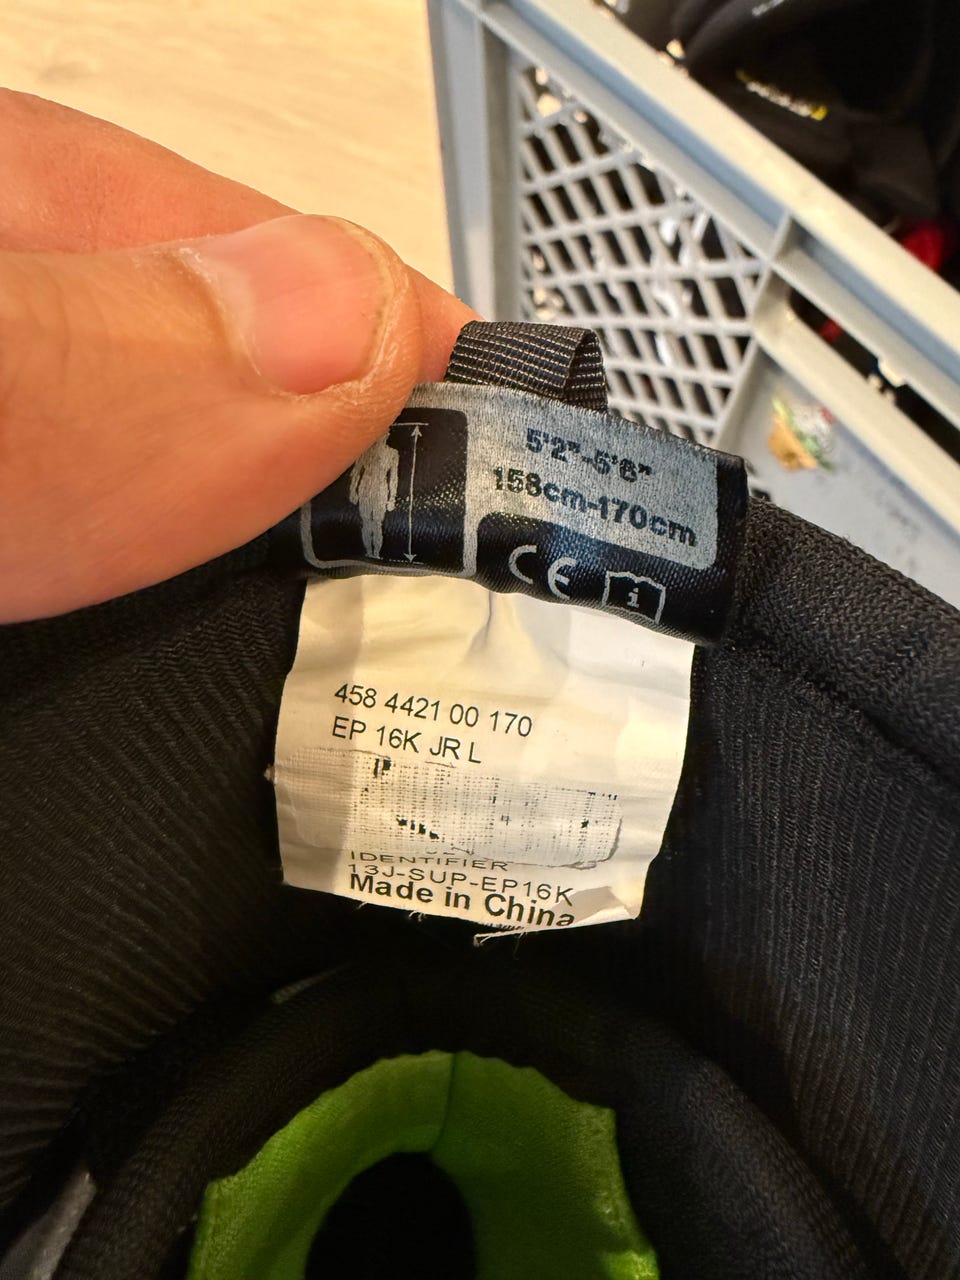 5'2"-5'6"
158cm-170cm
CE
i
458 4421 00 170
EP 16K JR L
IDENTIFIER
13J-SUP-EP16K
Made in China